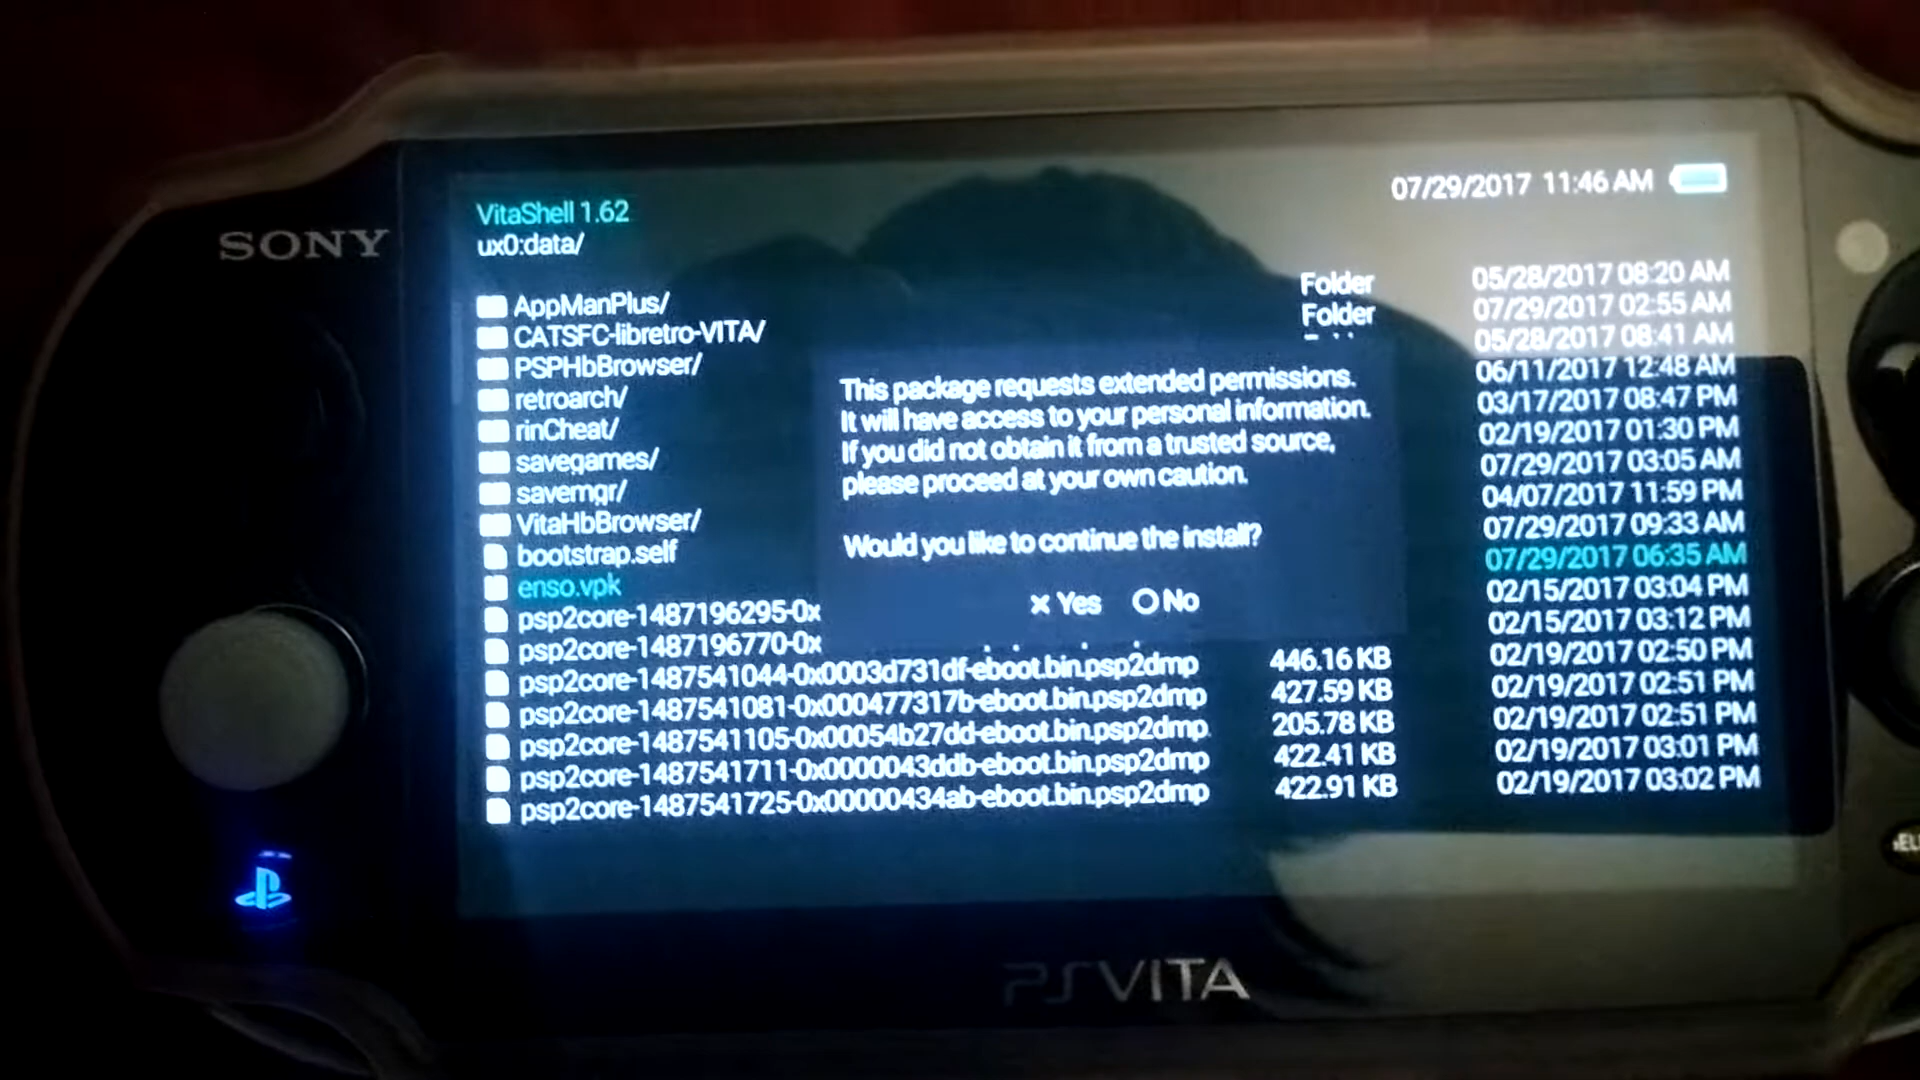 SONY
VitaShell 1.62
07/29/2017 11:46 AM
ux0:data/
AppManPlus/ Folder 05/28/2017 08:20 AM
CATSFC-libretro-VITA/ Folder 07/29/2017 02:55 AM
PSPHbBrowser/ 05/28/2017 08:41 AM
retroarch/ 06/11/2017 12:48 AM
rinCheat/ 03/17/2017 08:47 PM
savegames/ 02/19/2017 01:30 PM
savemgr/ 07/29/2017 03:05 AM
VitaHbBrowser/ 04/07/2017 11:59 PM
bootstrap.self 07/29/2017 09:33 AM
enso.vpk 07/29/2017 06:35 AM
psp2core-1487196295-0x 02/15/2017 03:04 PM
psp2core-1487196770-0x 02/15/2017 03:12 PM
psp2core-1487541044-0x0003d731df-eboot.bin.psp2dmp 446.16 KB 02/19/2017 02:50 PM
psp2core-1487541081-0x000477317b-eboot.bin.psp2dmp 427.59 KB 02/19/2017 02:51 PM
psp2core-1487541105-0x00054b27dd-eboot.bin.psp2dmp 205.78 KB 02/19/2017 02:51 PM
psp2core-1487541711-0x0000043ddb-eboot.bin.psp2dmp 422.41 KB 02/19/2017 03:01 PM
psp2core-1487541725-0x00000434ab-eboot.bin.psp2dmp 422.91 KB 02/19/2017 03:02 PM
This package requests extended permissions.
It will have access to your personal information.
If you did not obtain it from a trusted source,
please proceed at your own caution.
Would you like to continue the install?
× Yes O No
PSVITA